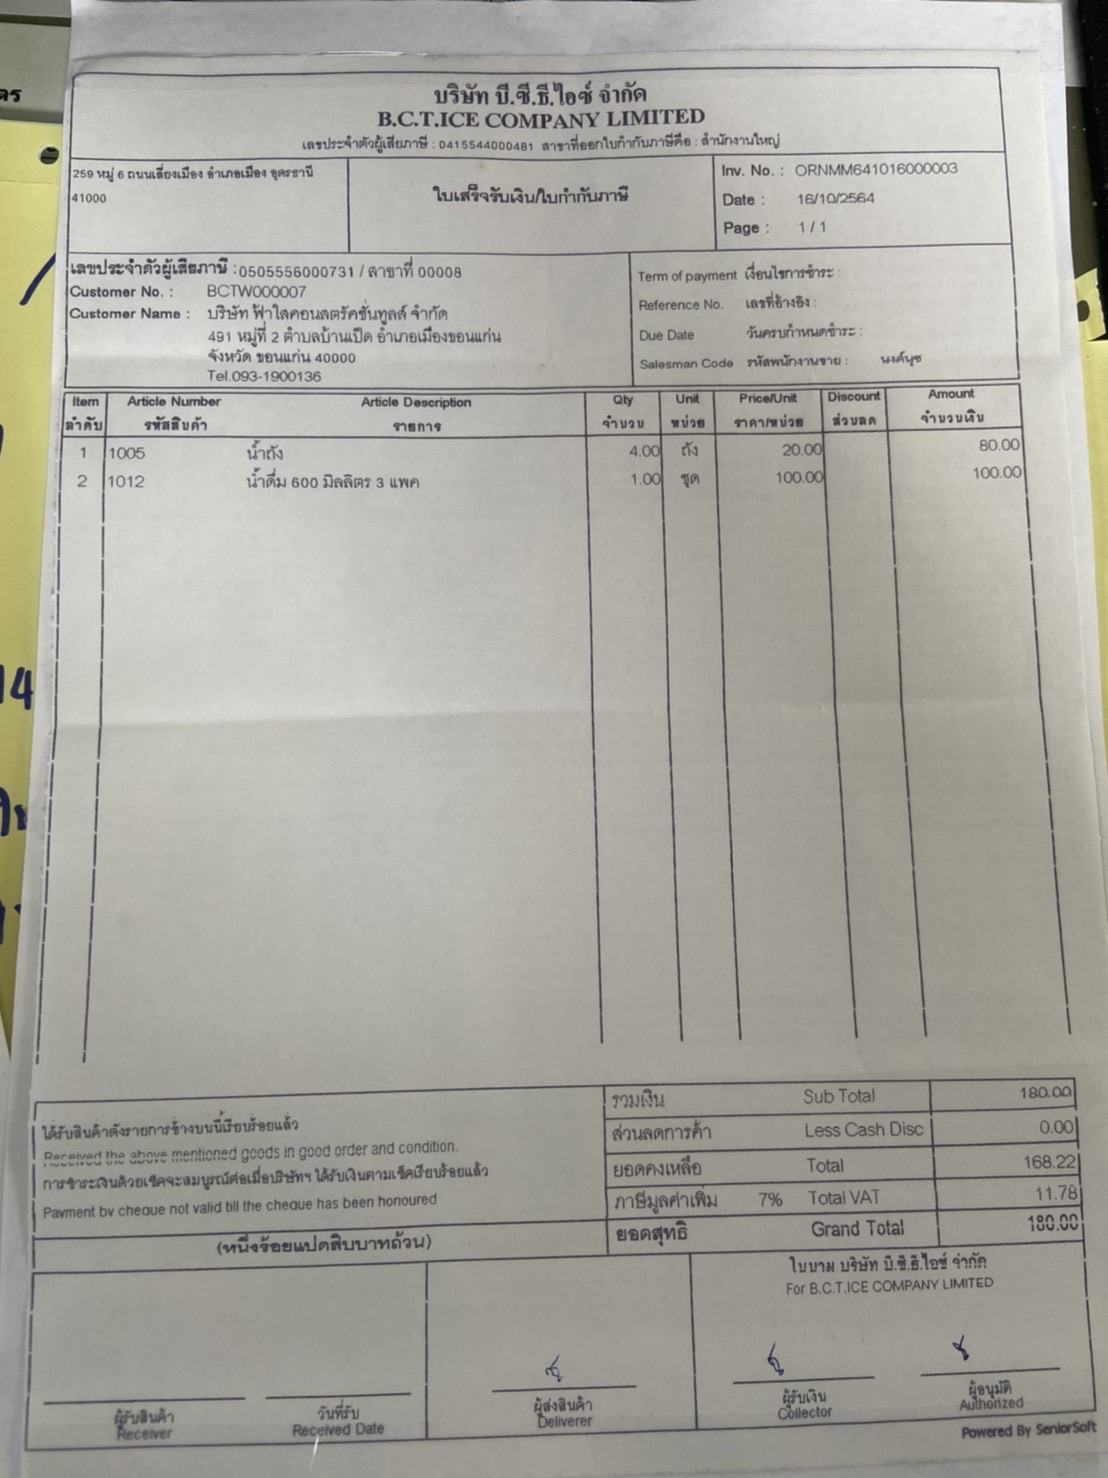 บริษัท บี.ซี.ธี.ไอซ์ จำกัด
B.C.T.ICE COMPANY LIMITED
เลขประจำตัวผู้เสียภาษี : 0415544000481 สาขาที่ออกใบกำกับภาษีคือ : สำนักงานใหญ่
259 หมู่ 6 ถนนเลี่ยงเมือง อำเภอเมือง อุดรธานี
41000
ใบเสร็จรับเงิน/ใบกำกับภาษี
Inv. No. : ORNMM641016000003
Date : 16/10/2564
Page : 1 / 1
เลขประจำตัวผู้เสียภาษี : 0505556000731 / สาขาที่ 00008
Customer No. : BCTW000007
Customer Name : บริษัท ฟ้าใสคอนสตรัคชั่นทูลส์ จำกัด
491 หมู่ที่ 2 ตำบลบ้านเป็ด อำเภอเมืองขอนแก่น
จังหวัด ขอนแก่น 40000
Tel.093-1900136
Term of payment เงื่อนไขการชำระ :
Reference No. เลขที่อ้างอิง :
Due Date วันครบกำหนดชำระ :
Salesman Code รหัสพนักงานขาย : นงค์นุช
Item Article Number Article Description Qty Unit Price/Unit Discount Amount
ลำดับ รหัสสินค้า รายการ จำนวน หน่วย ราคา/หน่วย ส่วนลด จำนวนเงิน
1 1005 น้ำถัง 4.00 ถัง 20.00 80.00
2 1012 น้ำดื่ม 600 มิลลิตร 3 แพค 1.00 ชุด 100.00 100.00
ได้รับสินค้าดังรายการข้างบนนี้เรียบร้อยแล้ว
Received the above mentioned goods in good order and condition.
การชำระเงินด้วยเช็คจะสมบูรณ์ต่อเมื่อบริษัทฯ ได้รับเงินตามเช็คเรียบร้อยแล้ว
Payment by cheque not valid till the cheque has been honoured
(หนึ่งร้อยแปดสิบบาทถ้วน)
รวมเงิน Sub Total 180.00
ส่วนลดการค้า Less Cash Disc 0.00
ยอดคงเหลือ Total 168.22
ภาษีมูลค่าเพิ่ม 7% Total VAT 11.78
ยอดสุทธิ Grand Total 180.00
ในนาม บริษัท บี.ซี.ธี.ไอซ์ จำกัด
For B.C.T.ICE COMPANY LIMITED
ผู้รับสินค้า
Receiver
วันที่รับ
Received Date
ผู้ส่งสินค้า
Deliverer
ผู้รับเงิน
Collector
ผู้อนุมัติ
Authorized
Powered By SeniorSoft